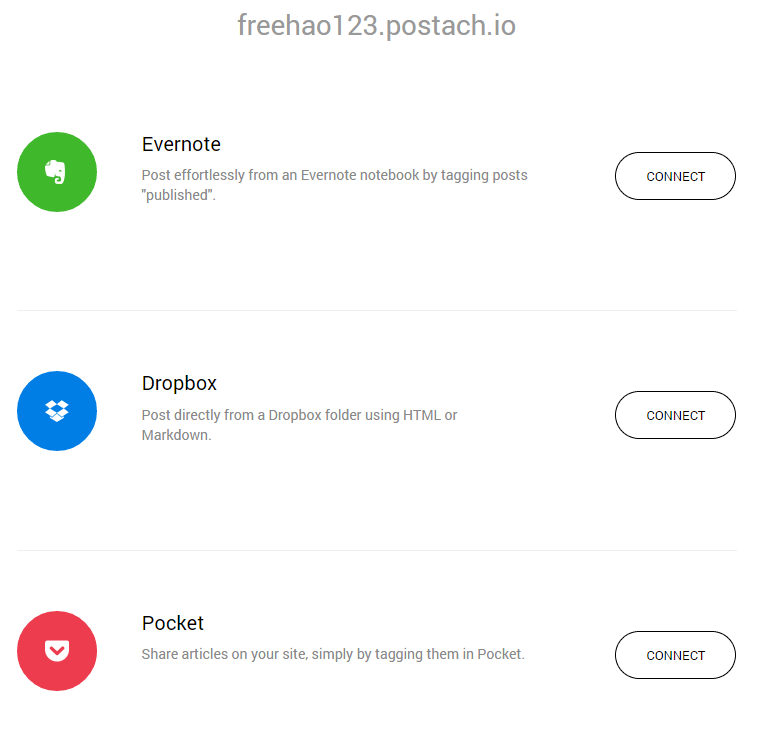 freehao123.postach.io
Evernote
Post effortlessly from an Evernote notebook by tagging posts
"published".
CONNECT
Dropbox
Post directly from a Dropbox folder using HTML or
Markdown.
CONNECT
Pocket
Share articles on your site, simply by tagging them in Pocket.
CONNECT